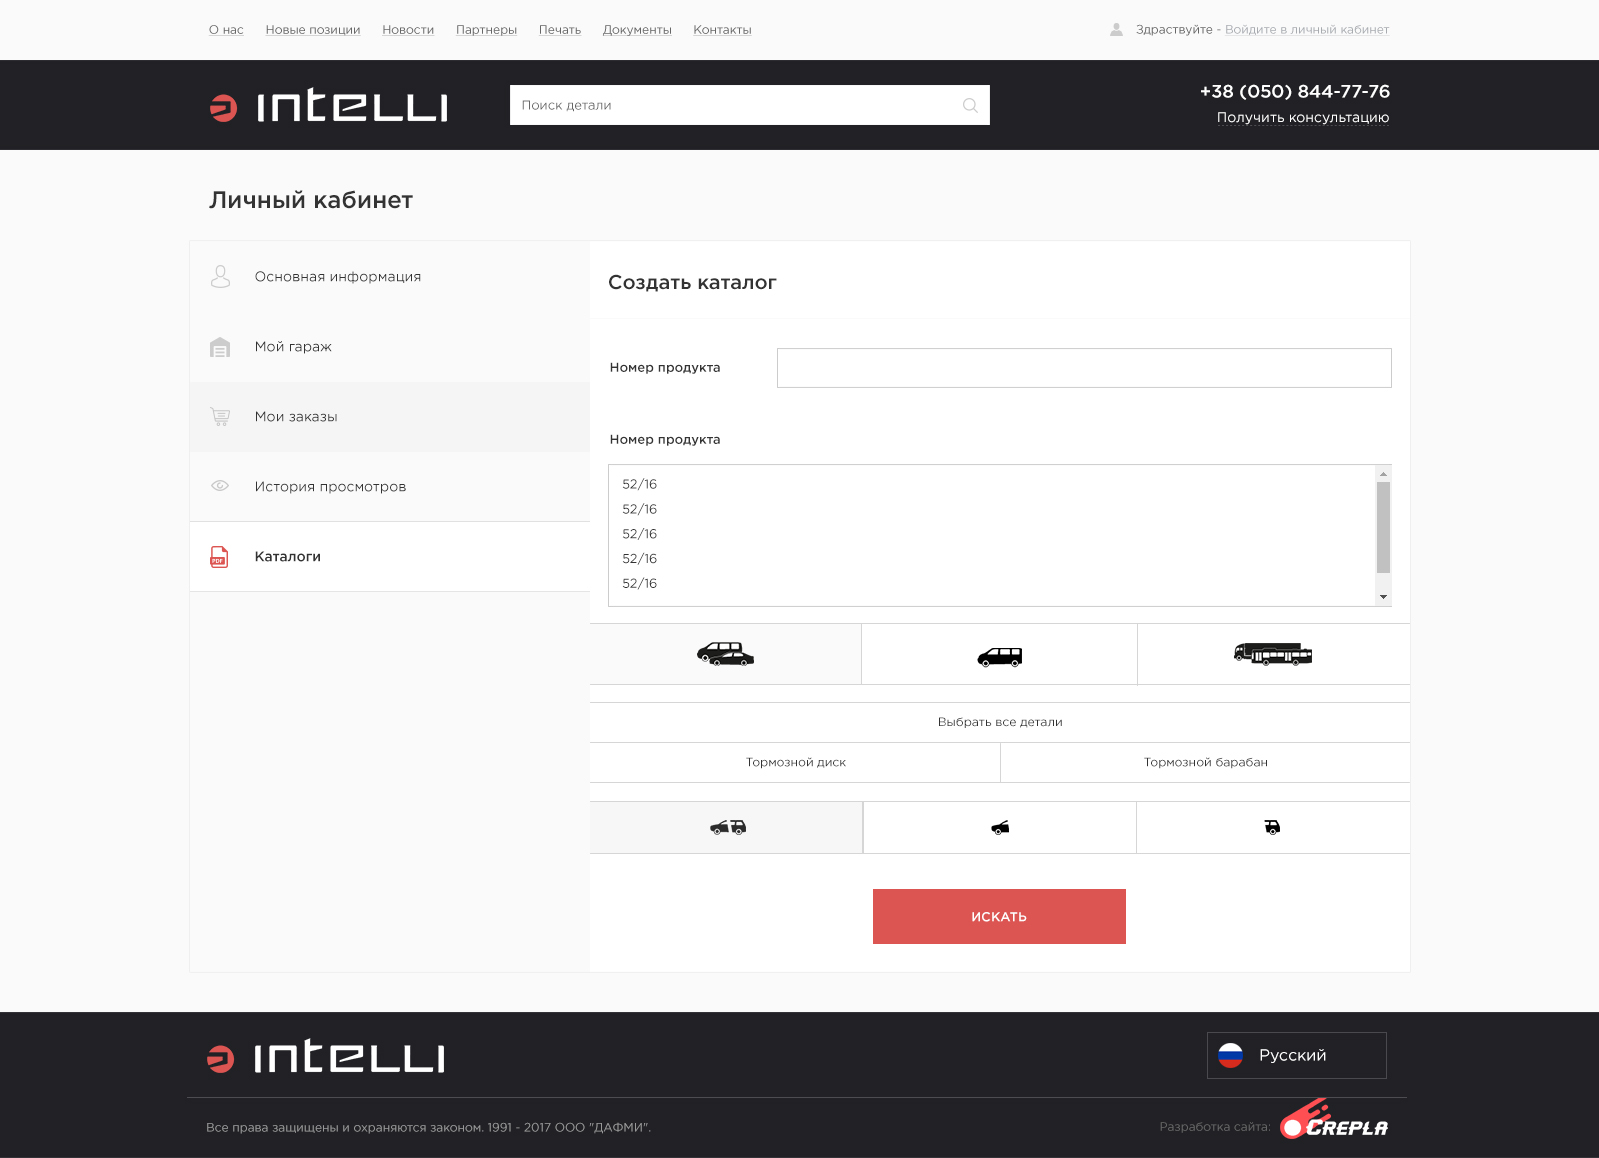 О нас Новые позиции Новости Партнеры Печать Документы Контакты Здраствуйте - Войдите в личный кабинет
INTELLI Поиск детали +38 (050) 844-77-76
Получить консультацию
Личный кабинет
Основная информация
Мой гараж
Мои заказы
История просмотров
PDF Каталоги
Создать каталог
Номер продукта
Номер продукта
52/16
52/16
52/16
52/16
52/16
Выбрать все детали
Тормозной диск Тормозной барабан
ИСКАТЬ
INTELLI Русский
Все права защищены и охраняются законом. 1991 - 2017 ООО "ДАФМИ". Разработка сайта: CREPLA